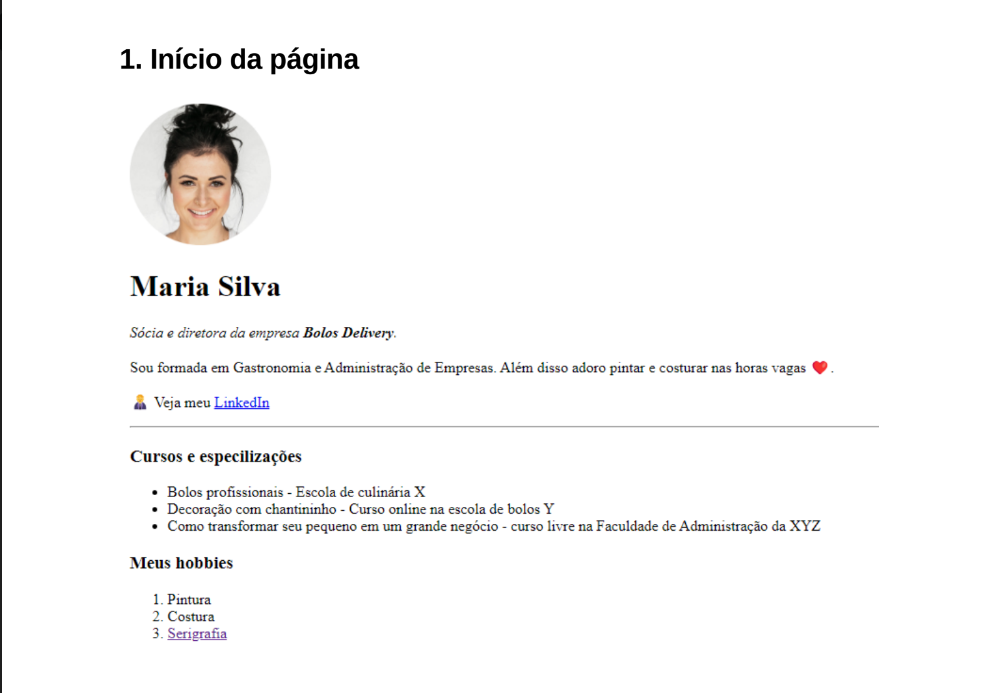 1. Início da página
Maria Silva
Sócia e diretora da empresa Bolos Delivery.
Sou formada em Gastronomia e Administração de Empresas. Além disso adoro pintar e costurar nas horas vagas ❤️ .
Veja meu LinkedIn
Cursos e especilizações
• Bolos profissionais - Escola de culinária X
• Decoração com chantininho - Curso online na escola de bolos Y
• Como transformar seu pequeno em um grande negócio - curso livre na Faculdade de Administração da XYZ
Meus hobbies
1. Pintura
2. Costura
3. Serigrafia